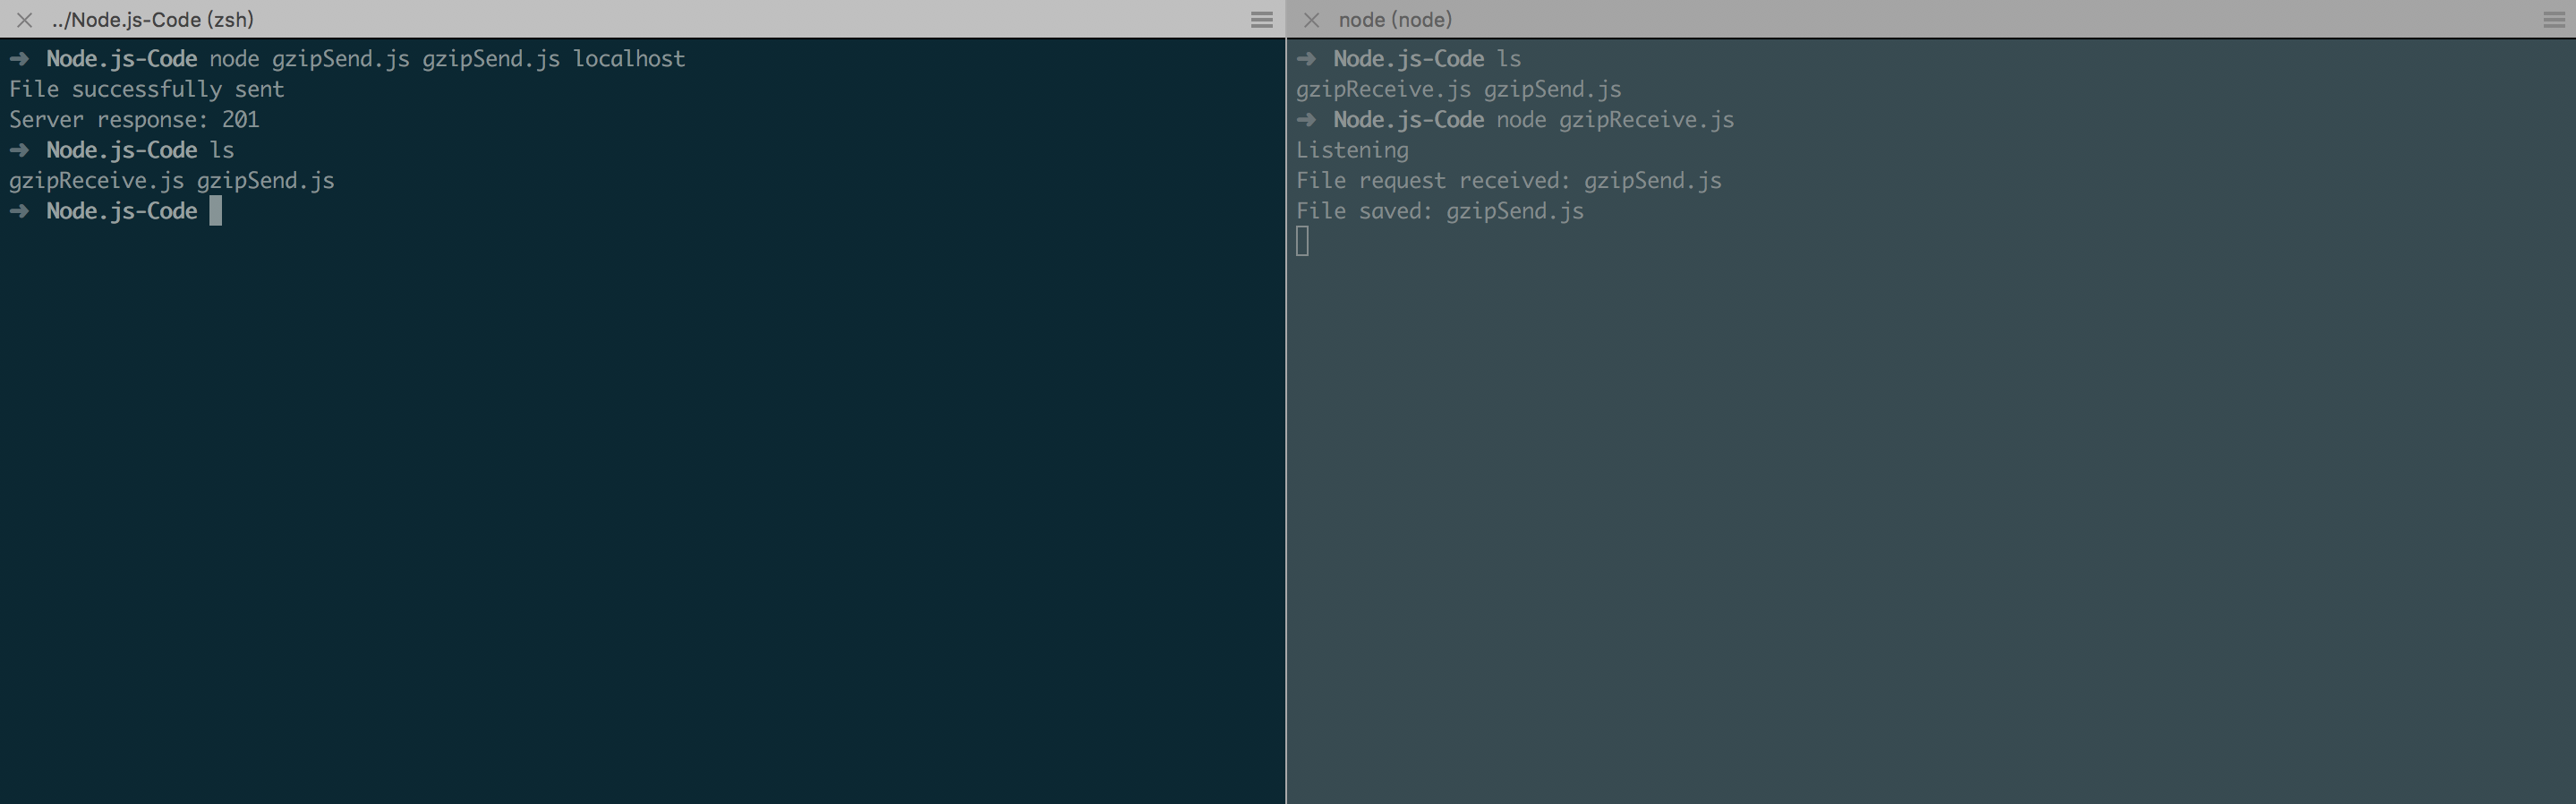 ../Node.js-Code (zsh)
➜ Node.js-Code node gzipSend.js gzipSend.js localhost
File successfully sent
Server response: 201
➜ Node.js-Code ls
gzipReceive.js gzipSend.js
➜ Node.js-Code
node (node)
➜ Node.js-Code ls
gzipReceive.js gzipSend.js
➜ Node.js-Code node gzipReceive.js
Listening
File request received: gzipSend.js
File saved: gzipSend.js